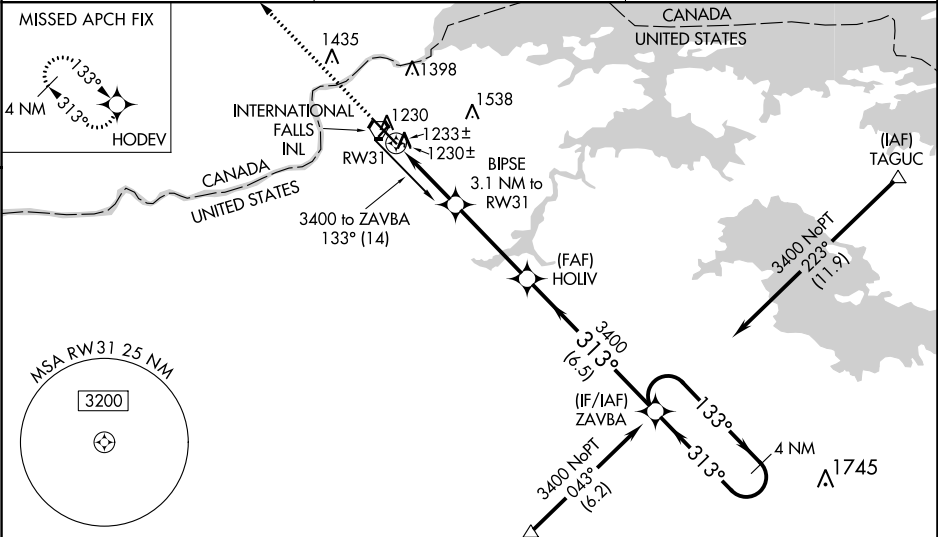 MISSED APCH FIX
133°
4 NM
313°
HODEV
1435
1398
CANADA
UNITED STATES
1538
INTERNATIONAL
FALLS
INL
1230
1233±
1230±
RW31
BIPSE
3.1 NM to
RW31
(IAF)
TAGUC
CANADA
UNITED STATES
3400 to ZAVBA
133° (14)
3400 NoPT
223°
(11.9)
(FAF)
HOLIV
3400
313°
(6.5)
MSA RW31 25 NM
3200
(IF/IAF)
ZAVBA
133°
313°
4 NM
1745
3400 NoPT
043°
(6.2)